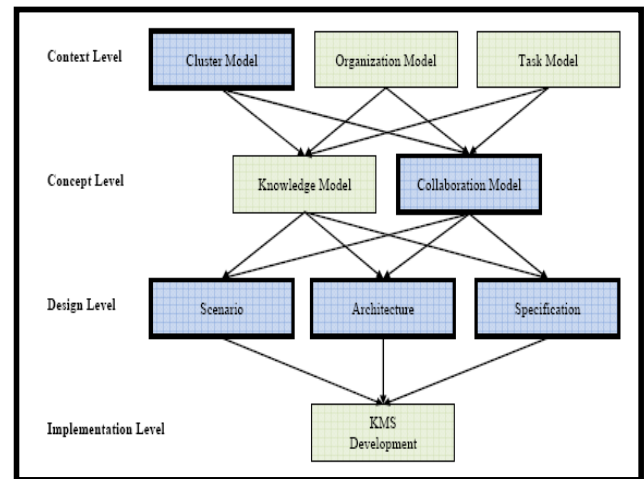 Context Level
Cluster Model
Organization Model
Task Model
Concept Level
Knowledge Model
Collaboration Model
Design Level
Scenario
Architecture
Specification
Implementation Level
KMS
Development